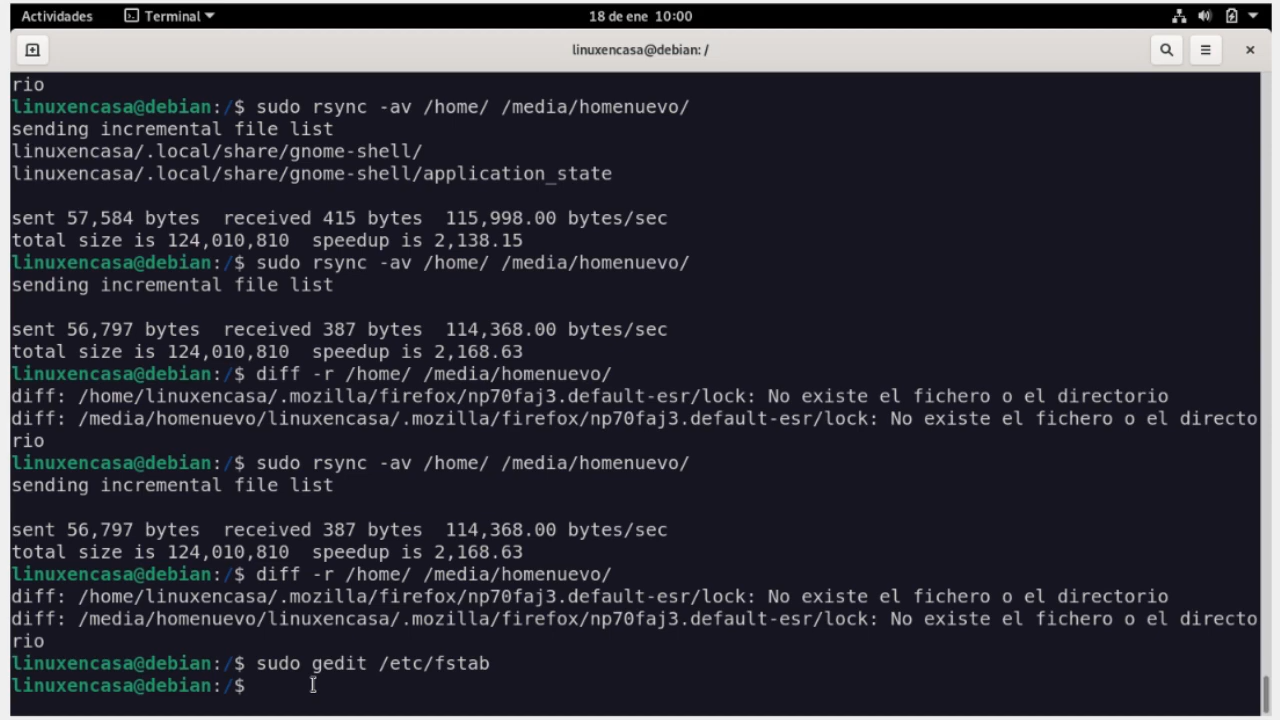 Actividades
Terminal
18 de ene 10:00
linuxencasa@debian: /
rio
linuxencasa@debian:/$ sudo rsync -av /home/ /media/homenuevo/
sending incremental file list
linuxencasa/.local/share/gnome-shell/
linuxencasa/.local/share/gnome-shell/application_state
sent 57,584 bytes  received 415 bytes  115,998.00 bytes/sec
total size is 124,010,810  speedup is 2,138.15
linuxencasa@debian:/$ sudo rsync -av /home/ /media/homenuevo/
sending incremental file list
sent 56,797 bytes  received 387 bytes  114,368.00 bytes/sec
total size is 124,010,810  speedup is 2,168.63
linuxencasa@debian:/$ diff -r /home/ /media/homenuevo/
diff: /home/linuxencasa/.mozilla/firefox/np70faj3.default-esr/lock: No existe el fichero o el directorio
diff: /media/homenuevo/linuxencasa/.mozilla/firefox/np70faj3.default-esr/lock: No existe el fichero o el directo
rio
linuxencasa@debian:/$ sudo rsync -av /home/ /media/homenuevo/
sending incremental file list
sent 56,797 bytes  received 387 bytes  114,368.00 bytes/sec
total size is 124,010,810  speedup is 2,168.63
linuxencasa@debian:/$ diff -r /home/ /media/homenuevo/
diff: /home/linuxencasa/.mozilla/firefox/np70faj3.default-esr/lock: No existe el fichero o el directorio
diff: /media/homenuevo/linuxencasa/.mozilla/firefox/np70faj3.default-esr/lock: No existe el fichero o el directo
rio
linuxencasa@debian:/$ sudo gedit /etc/fstab
linuxencasa@debian:/$